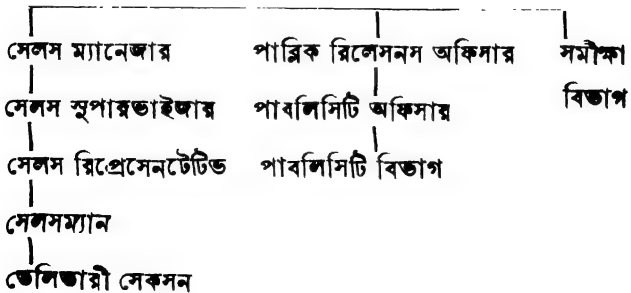 সেলস ম্যানেজার পাব্লিক রিলেসনস অফিসার সমীক্ষা
সেলস সুপারভাইজার পাবলিসিটি অফিসার বিভাগ
সেলস রিপ্রেসেনটেটিভ পাবলিসিটি বিভাগ
সেলসম্যান
ডেলিভারী সেকসন